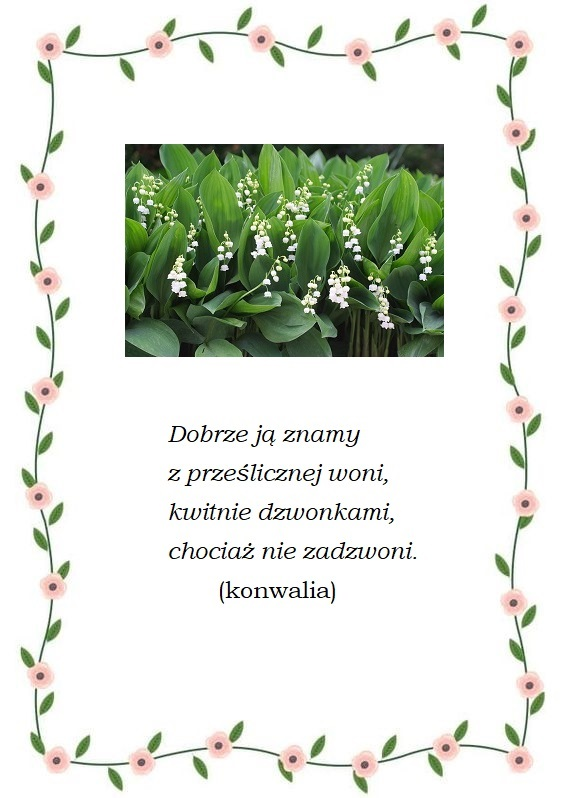 Dobrze ją znamy
z prześlicznej woni,
kwitnie dzwonkami,
chociaż nie zadzwoni.
(konwalia)